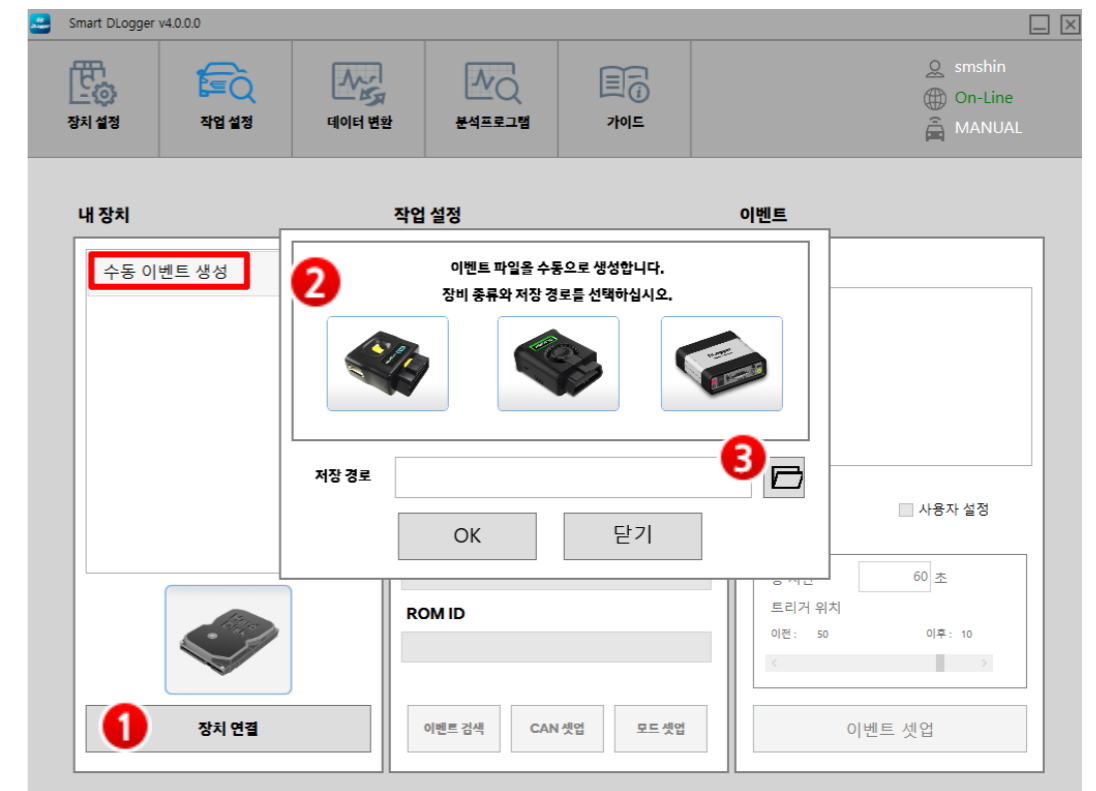 Smart DLogger v4.0.0.0
장치 설정
작업 설정
데이터 변환
분석프로그램
가이드
smshin
On-Line
MANUAL
내 장치
작업 설정
이벤트
수동 이벤트 생성
2
이벤트 파일을 수동으로 생성합니다.
장비 종류와 저장 경로를 선택하십시오.
3
저장 경로
OK
닫기
사용자 설정
60 초
트리거 위치
이전 : 50
이후 : 10
ROM ID
1
장치 연결
이벤트 검색
CAN 셋업
모드 셋업
이벤트 셋업